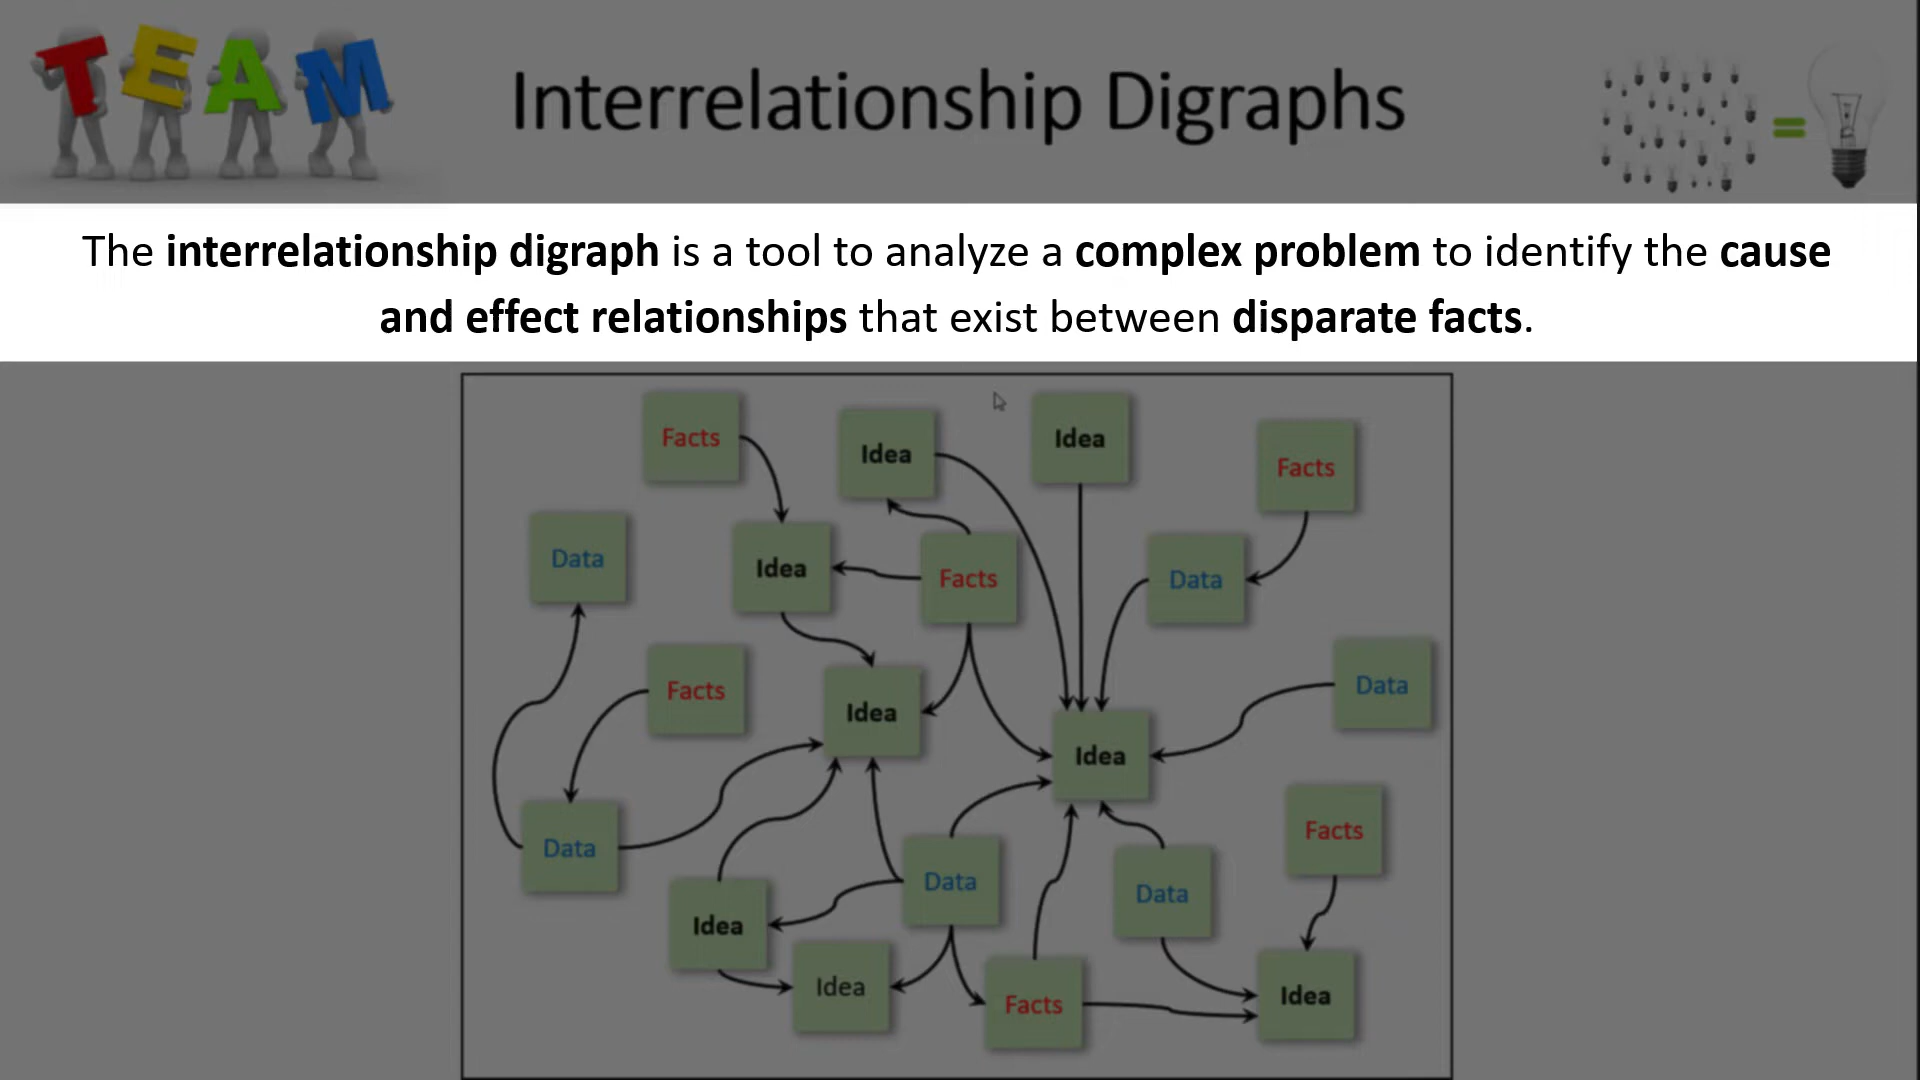 TEAM
Interrelationship Digraphs
=
The interrelationship digraph is a tool to analyze a complex problem to identify the cause
and effect relationships that exist between disparate facts.
Facts
Idea
Idea
Facts
Data
Idea
Facts
Data
Facts
Idea
Data
Idea
Data
Idea
Data
Data
Facts
Idea
Facts
Idea